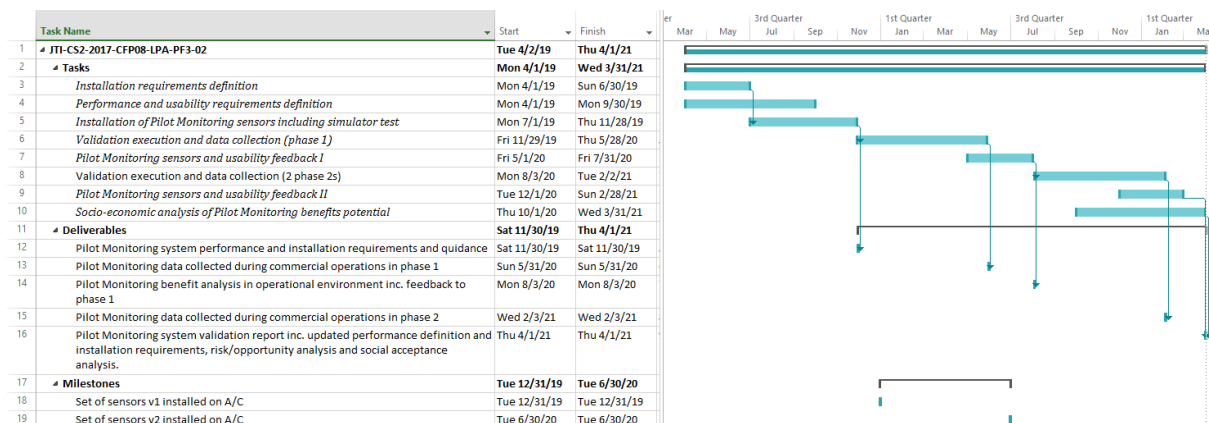 er 3rd Quarter 1st Quarter 3rd Quarter 1st Quarter
Task Name Start Finish Mar May Jul Sep Nov Jan Mar May Jul Sep Nov Jan Ma
1 JTI-CS2-2017-CFP08-LPA-PF3-02 Tue 4/2/19 Thu 4/1/21
2 Tasks Mon 4/1/19 Wed 3/31/21
3 Installation requirements definition Mon 4/1/19 Sun 6/30/19
4 Performance and usability requirements definition Mon 4/1/19 Mon 9/30/19
5 Installation of Pilot Monitoring sensors including simulator test Mon 7/1/19 Thu 11/28/19
6 Validation execution and data collection (phase 1) Fri 11/29/19 Thu 5/28/20
7 Pilot Monitoring sensors and usability feedback I Fri 5/1/20 Fri 7/31/20
8 Validation execution and data collection (2 phase 2s) Mon 8/3/20 Tue 2/2/21
9 Pilot Monitoring sensors and usability feedback II Tue 12/1/20 Sun 2/28/21
10 Socio-economic analysis of Pilot Monitoring benefits potential Thu 10/1/20 Wed 3/31/21
11 Deliverables Sat 11/30/19 Thu 4/1/21
12 Pilot Monitoring system performance and installation requirements and quidance Sat 11/30/19 Sat 11/30/19
13 Pilot Monitoring data collected during commercial operations in phase 1 Sun 5/31/20 Sun 5/31/20
14 Pilot Monitoring benefit analysis in operational environment inc. feedback to Mon 8/3/20 Mon 8/3/20
phase 1
15 Pilot Monitoring data collected during commercial operations in phase 2 Wed 2/3/21 Wed 2/3/21
16 Pilot Monitoring system validation report inc. updated performance definition and Thu 4/1/21 Thu 4/1/21
installation requirements, risk/opportunity analysis and social acceptance
analysis.
17 Milestones Tue 12/31/19 Tue 6/30/20
18 Set of sensors v1 installed on A/C Tue 12/31/19 Tue 12/31/19
19 Set of sensors v2 installed on A/C Tue 6/30/20 Tue 6/30/20